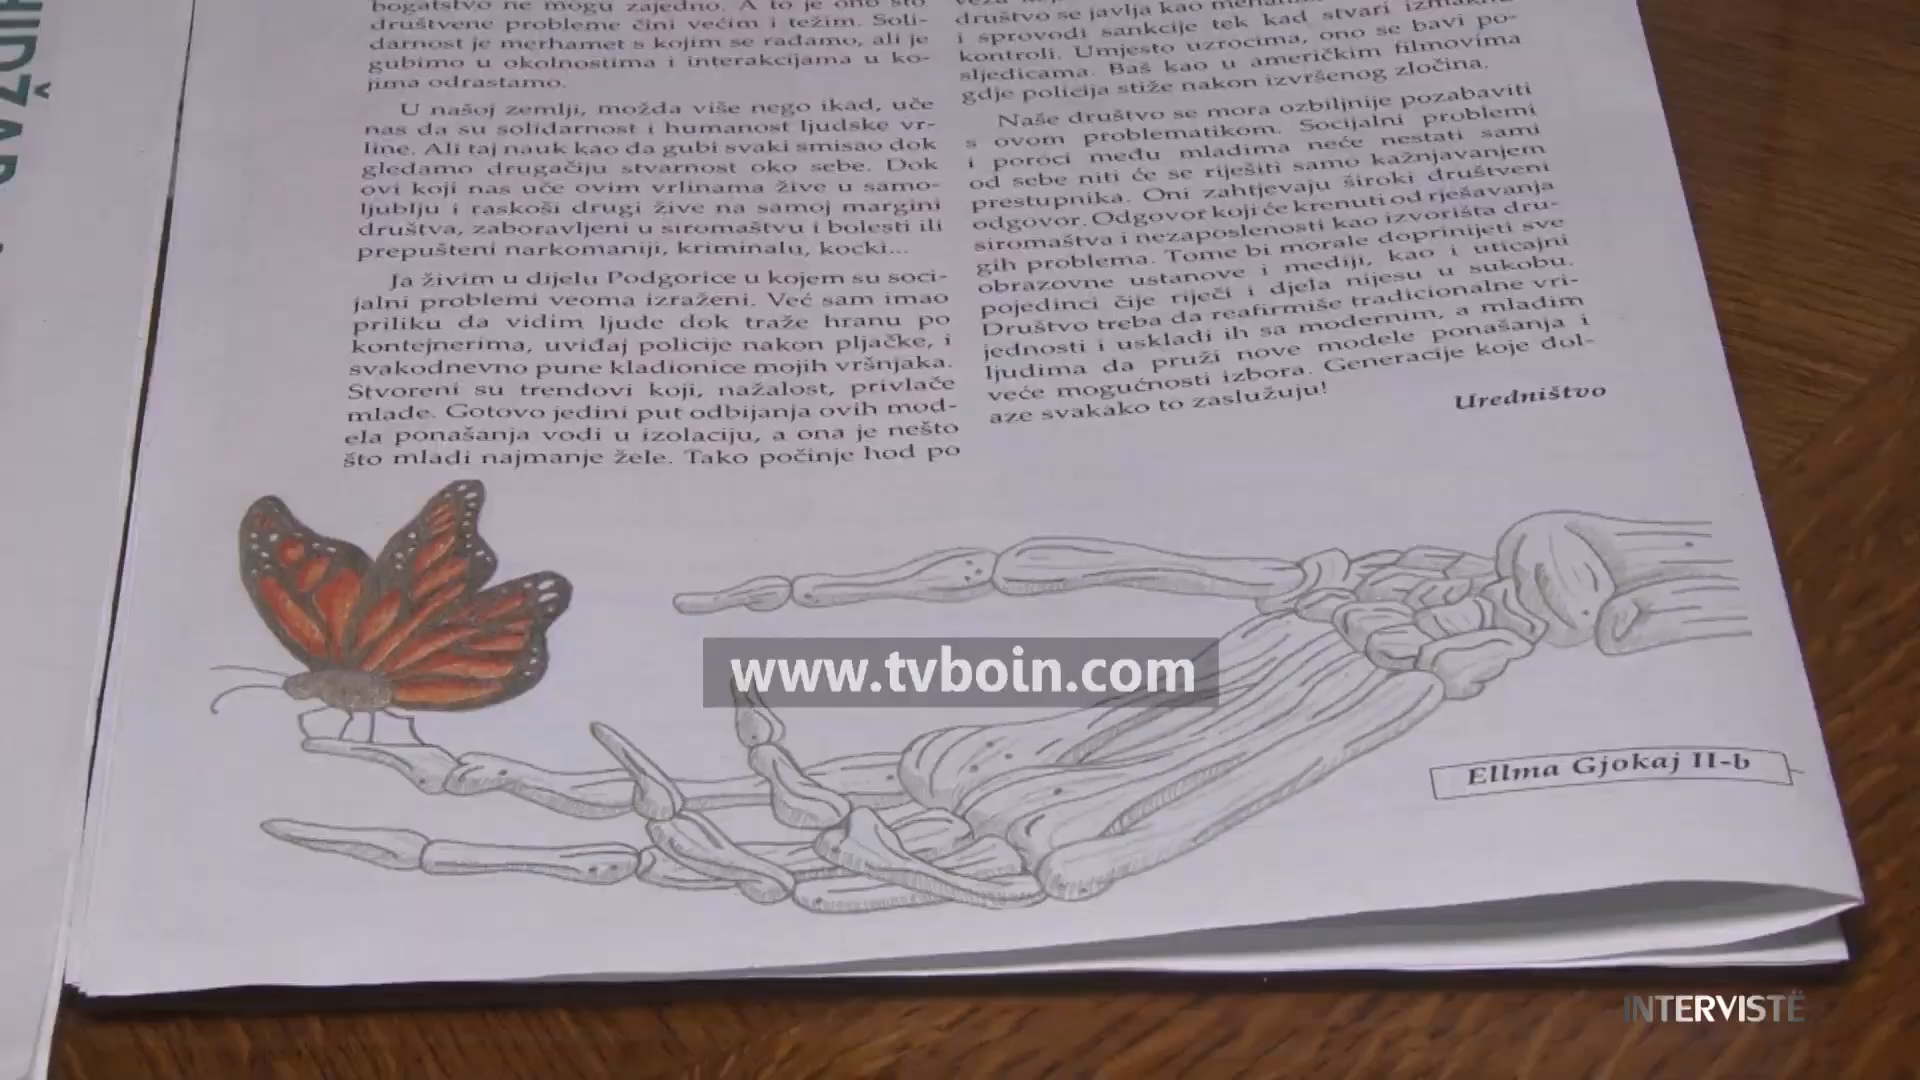 bogatstvo ne mogu zajedno. A to je ono što
društvene probleme čini većim i težim. Soli-
darnost je merhamet s kojim se rađamo, ali je
gubimo u okolnostima i interakcijama u ko-
jima odrastamo.
U našoj zemlji, možda više nego ikad, uče
nas da su solidarnost i humanost ljudske vr-
line. Ali taj nauk kao da gubi svaki smisao dok
gledamo drugačiju stvarnost oko sebe. Dok
ovi koji nas uče ovim vrlinama žive u samo-
ljublju i raskoši drugi žive na samoj margini
društva, zaboravljeni u siromaštvu i bolesti ili
prepušteni narkomaniji, kriminalu, kocki...
Ja živim u dijelu Podgorice u kojem su soci-
jalni problemi veoma izraženi. Već sam imao
priliku da vidim ljude dok traže hranu po
kontejnerima, uviđaj policije nakon pljačke, i
svakodnevno pune kladionice mojih vršnjaka.
Stvoreni su trendovi koji, nažalost, privlače
mlade. Gotovo jedini put odbijanja ovih mod-
ela ponašanja vodi u izolaciju, a ona je nešto
što mladi najmanje žele. Tako počinje hod po
društvo se javlja kao
i sprovodi sankcije tek kad stvari izmaknu
kontroli. Umjesto uzrocima, ono se bavi po-
sljedicama. Baš kao u američkim filmovima
gdje policija stiže nakon izvršenog zločina.
Naše društvo se mora ozbiljnije pozabaviti
s ovom problematikom. Socijalni problemi
i poroci među mladima neće nestati sami
od sebe niti će se riješiti samo kažnjavanjem
prestupnika. Oni zahtjevaju široki društveni
odgovor. Odgovor koji će krenuti od rješavanja
siromaštva i nezaposlenosti kao izvorišta dru-
gih problema. Tome bi morale doprinijeti sve
obrazovne ustanove i mediji, kao i uticajni
pojedinci čije riječi i djela nijesu u sukobu.
Društvo treba da reafirmiše tradicionalne vri-
jednosti i uskladi ih sa modernim, a mladim
ljudima da pruži nove modele ponašanja i
veće mogućnosti izbora. Generacije koje dol-
aze svakako to zaslužuju!
Uredništvo
www.tvboin.com
Ellma Gjokaj II-b
INTERVISTË